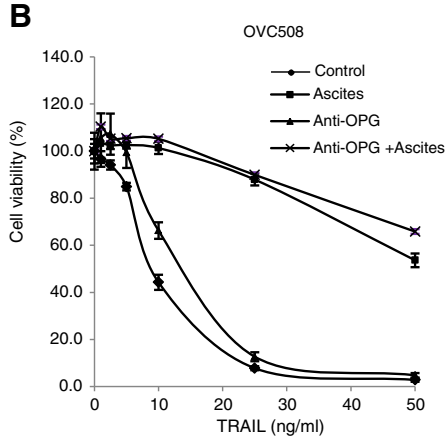 B
OVC508
140.0
120.0
100.0
80.0
60.0
40.0
20.0
0.0
Cell viability (%)
Control
Ascites
Anti-OPG
Anti-OPG +Ascites
0 10 20 30 40 50
TRAIL (ng/ml)